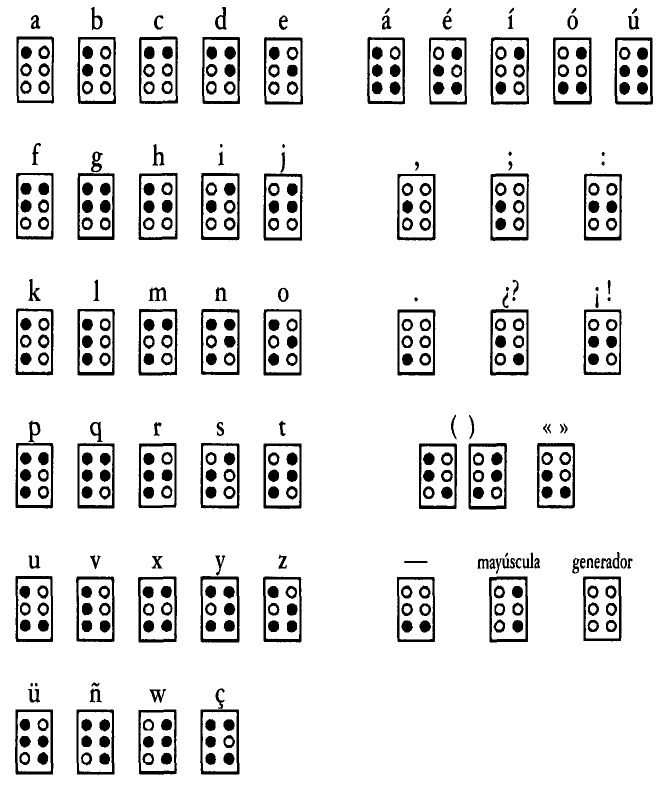 a b c d e á é í ó ú
f g h i j , ; :
k l m n o . ¿? ¡!
p q r s t ( ) « »
u v x y z — mayúscula generador
ü ñ w ç